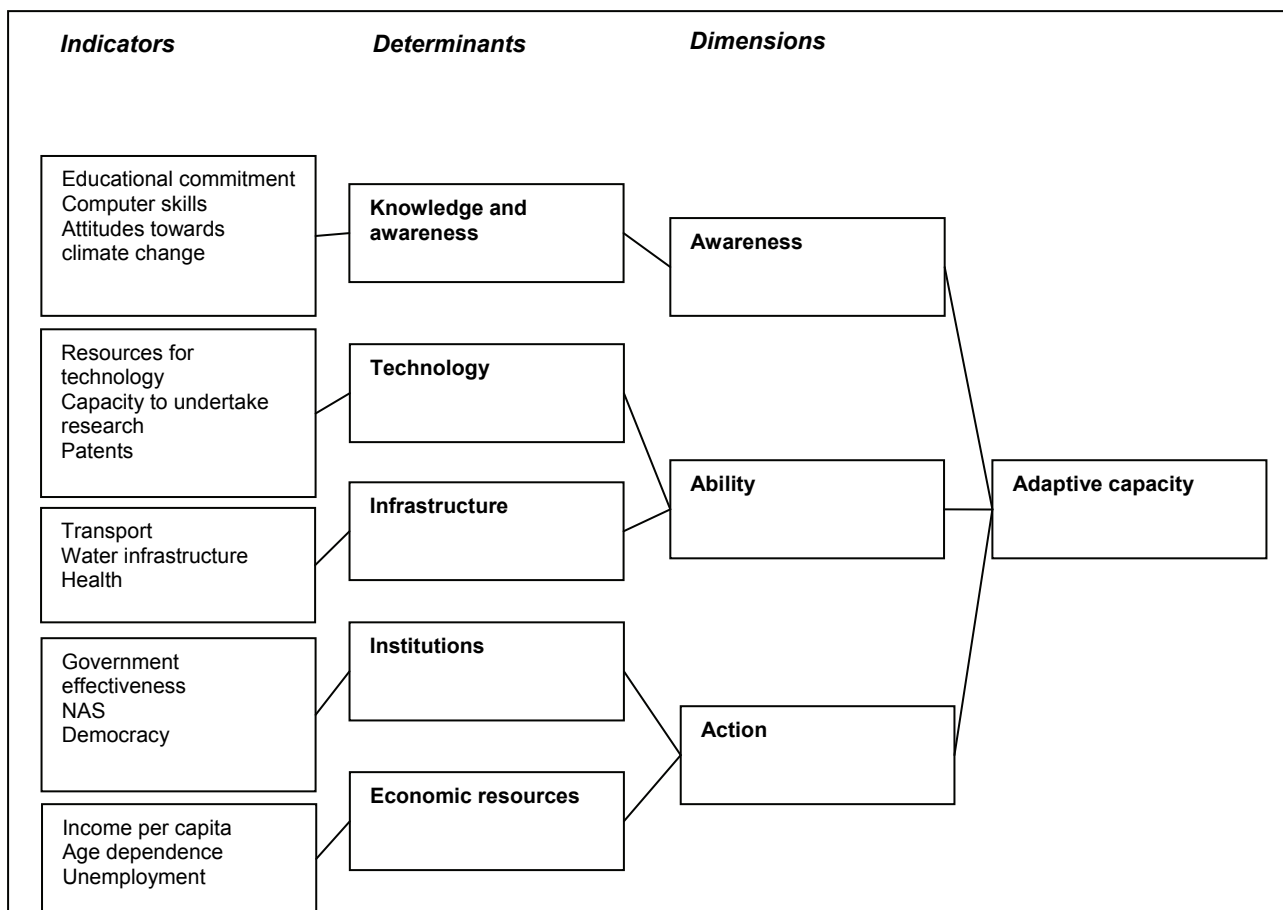 Indicators
Determinants
Dimensions
Educational commitment
Computer skills
Attitudes towards
climate change
Knowledge and
awareness
Awareness
Resources for
technology
Capacity to undertake
research
Patents
Technology
Transport
Water infrastructure
Health
Infrastructure
Ability
Adaptive capacity
Government
effectiveness
NAS
Democracy
Institutions
Action
Income per capita
Age dependence
Unemployment
Economic resources